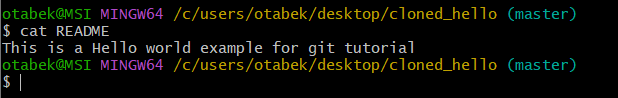 otabek@MSI MINGW64 /c/users/otabek/desktop/cloned_hello (master)
$ cat README
This is a Hello world example for git tutorial
otabek@MSI MINGW64 /c/users/otabek/desktop/cloned_hello (master)
$